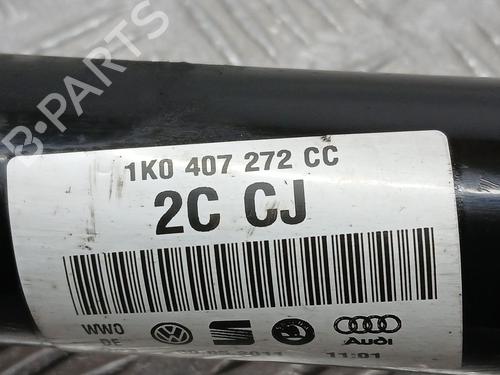 B-PARTS
1K0 407 272 CC
2C CJ
WWO
DE
Audi
11:01